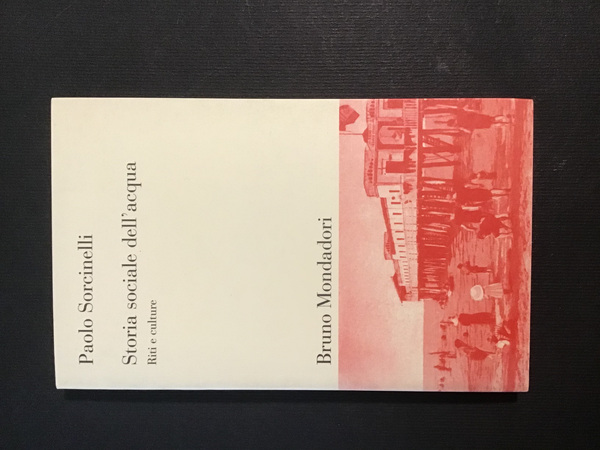 Paolo Sorcinelli
Storia sociale dell'acqua
Riti e culture
Bruno Mondadori